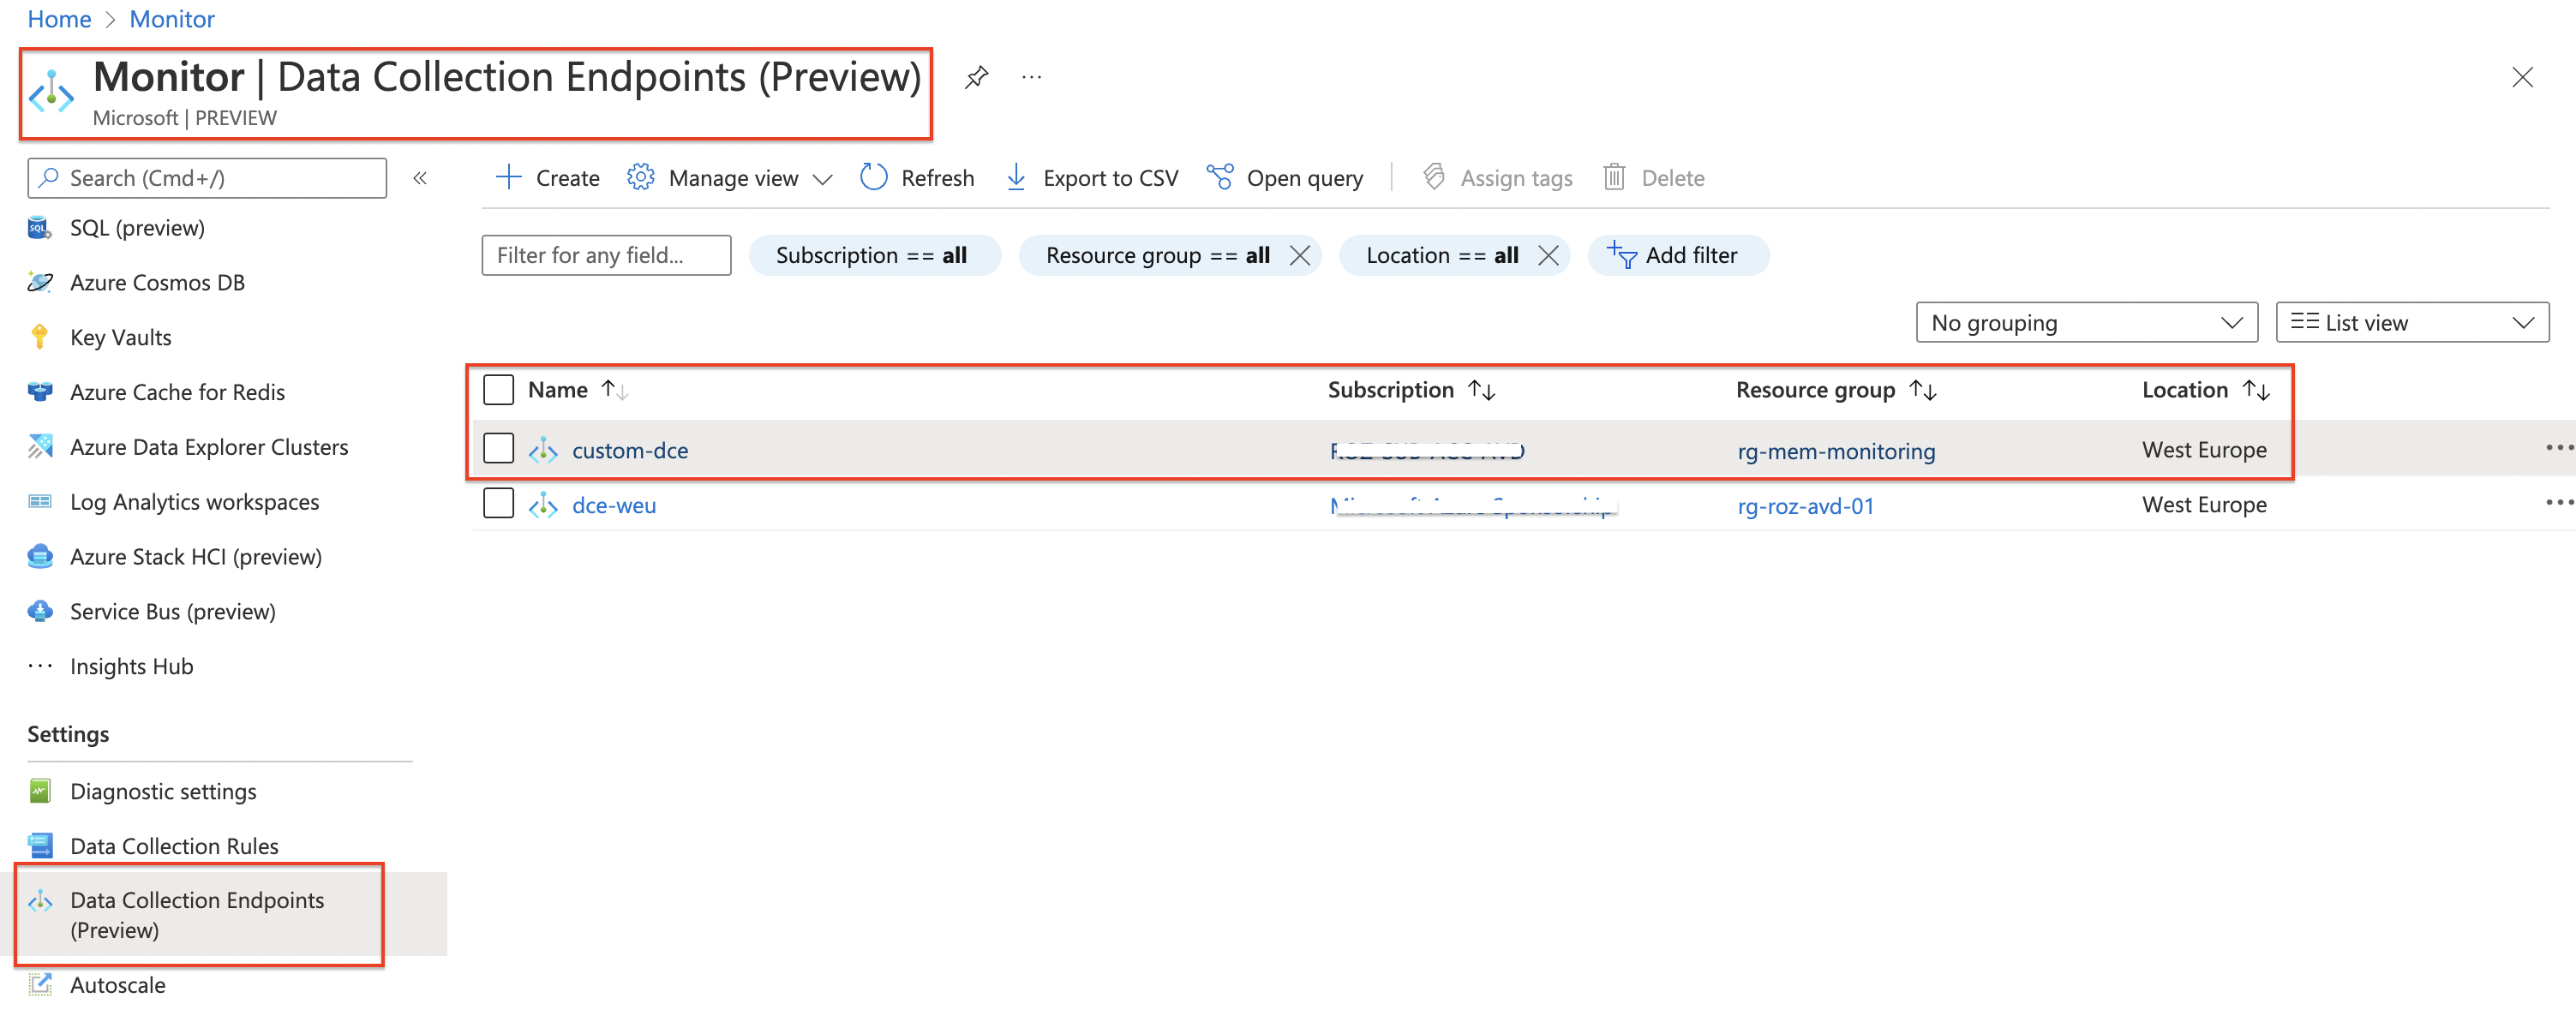 Home > Monitor
Monitor | Data Collection Endpoints (Preview) ...
Microsoft | PREVIEW
Search (Cmd+/)
«
Create
Manage view
Refresh
Export to CSV
Open query
Assign tags
Delete
SQL (preview)
Azure Cosmos DB
Key Vaults
Azure Cache for Redis
Azure Data Explorer Clusters
Log Analytics workspaces
Azure Stack HCI (preview)
Service Bus (preview)
Insights Hub
Settings
Diagnostic settings
Data Collection Rules
Data Collection Endpoints
(Preview)
Autoscale
Filter for any field...
Subscription == all
Resource group == all
Location == all
Add filter
No grouping
List view
Name Subscription Resource group Location
custom-dce rg-mem-monitoring West Europe
dce-weu rg-roz-avd-01 West Europe